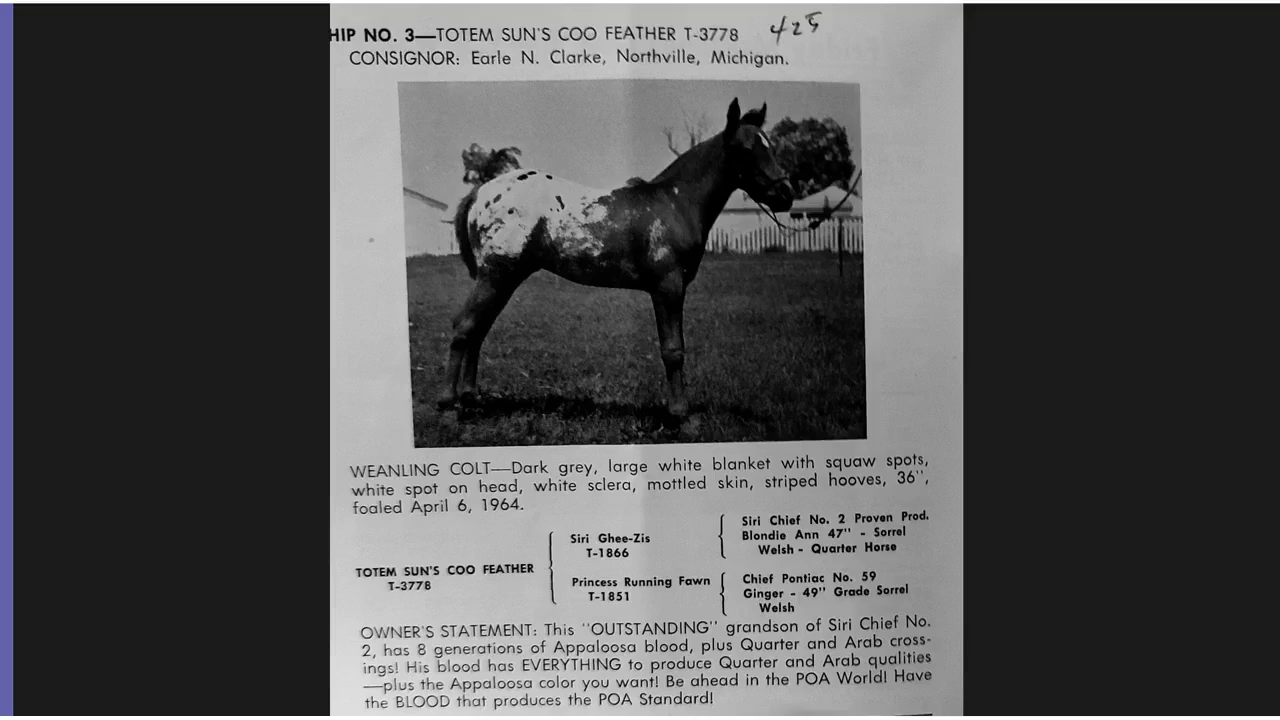 HIP NO. 3—TOTEM SUN'S COO FEATHER T-3778 425
CONSIGNOR: Earle N. Clarke, Northville, Michigan.
WEANLING COLT—Dark grey, large white blanket with squaw spots,
white spot on head, white sclera, mottled skin, striped hooves, 36",
foaled April 6, 1964.
Siri Chief No. 2 Proven Prod.
Blondie Ann 47" - Sorrel
Welsh - Quarter Horse
Siri Ghee-Zis
T-1866
TOTEM SUN'S COO FEATHER
T-3778
Princess Running Fawn
T-1851
Chief Pontiac No. 59
Ginger - 49" Grade Sorrel
Welsh
OWNER'S STATEMENT: This "OUTSTANDING" grandson of Siri Chief No.
2, has 8 generations of Appaloosa blood, plus Quarter and Arab cross-
ings! His blood has EVERYTHING to produce Quarter and Arab qualities
—plus the Appaloosa color you want! Be ahead in the POA World! Have
the BLOOD that produces the POA Standard!